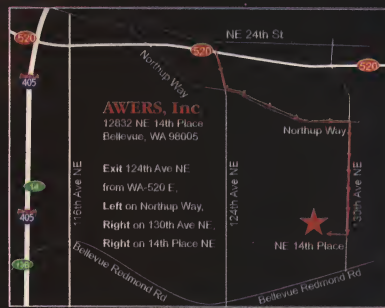 NE 24th St
520
520
520
Northup Way
405
AWERS, Inc
12832 NE 14th Place
Bellevue, WA 98005
Northup Way
Exit 124th Ave NE
from WA-520 E,
Left on Northup Way,
Right on 130th Ave NE,
Right on 14th Place NE
116th Ave NE
124th Ave NE
130th Ave NE
405
NE 14th Place
Bellevue Redmond Rd
Bellevue Redmond Rd